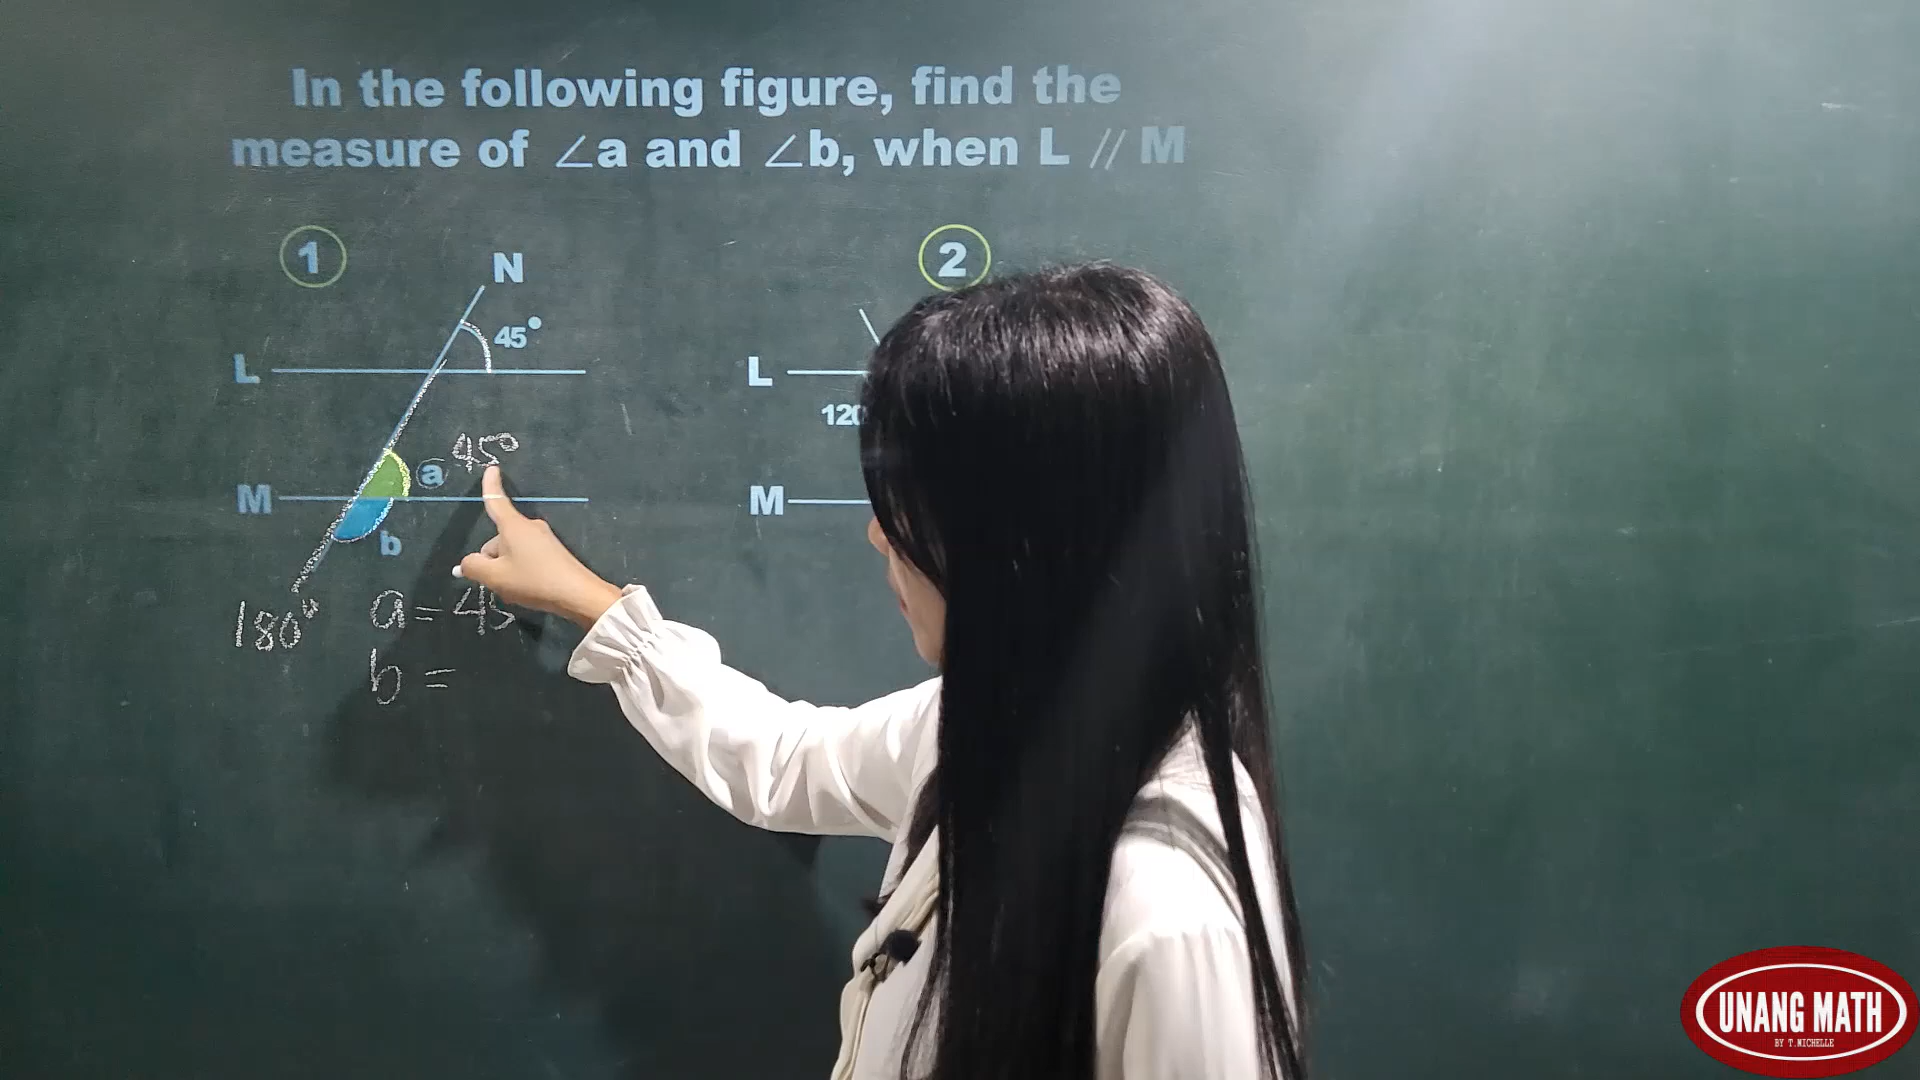 In the following figure, find the
measure of ∠a and ∠b, when L // M
1
N
45°
L
a 45°
M
b
180°
a = 45
b =
2
L
120
M
UNANG MATH
BY T.MICHELLE